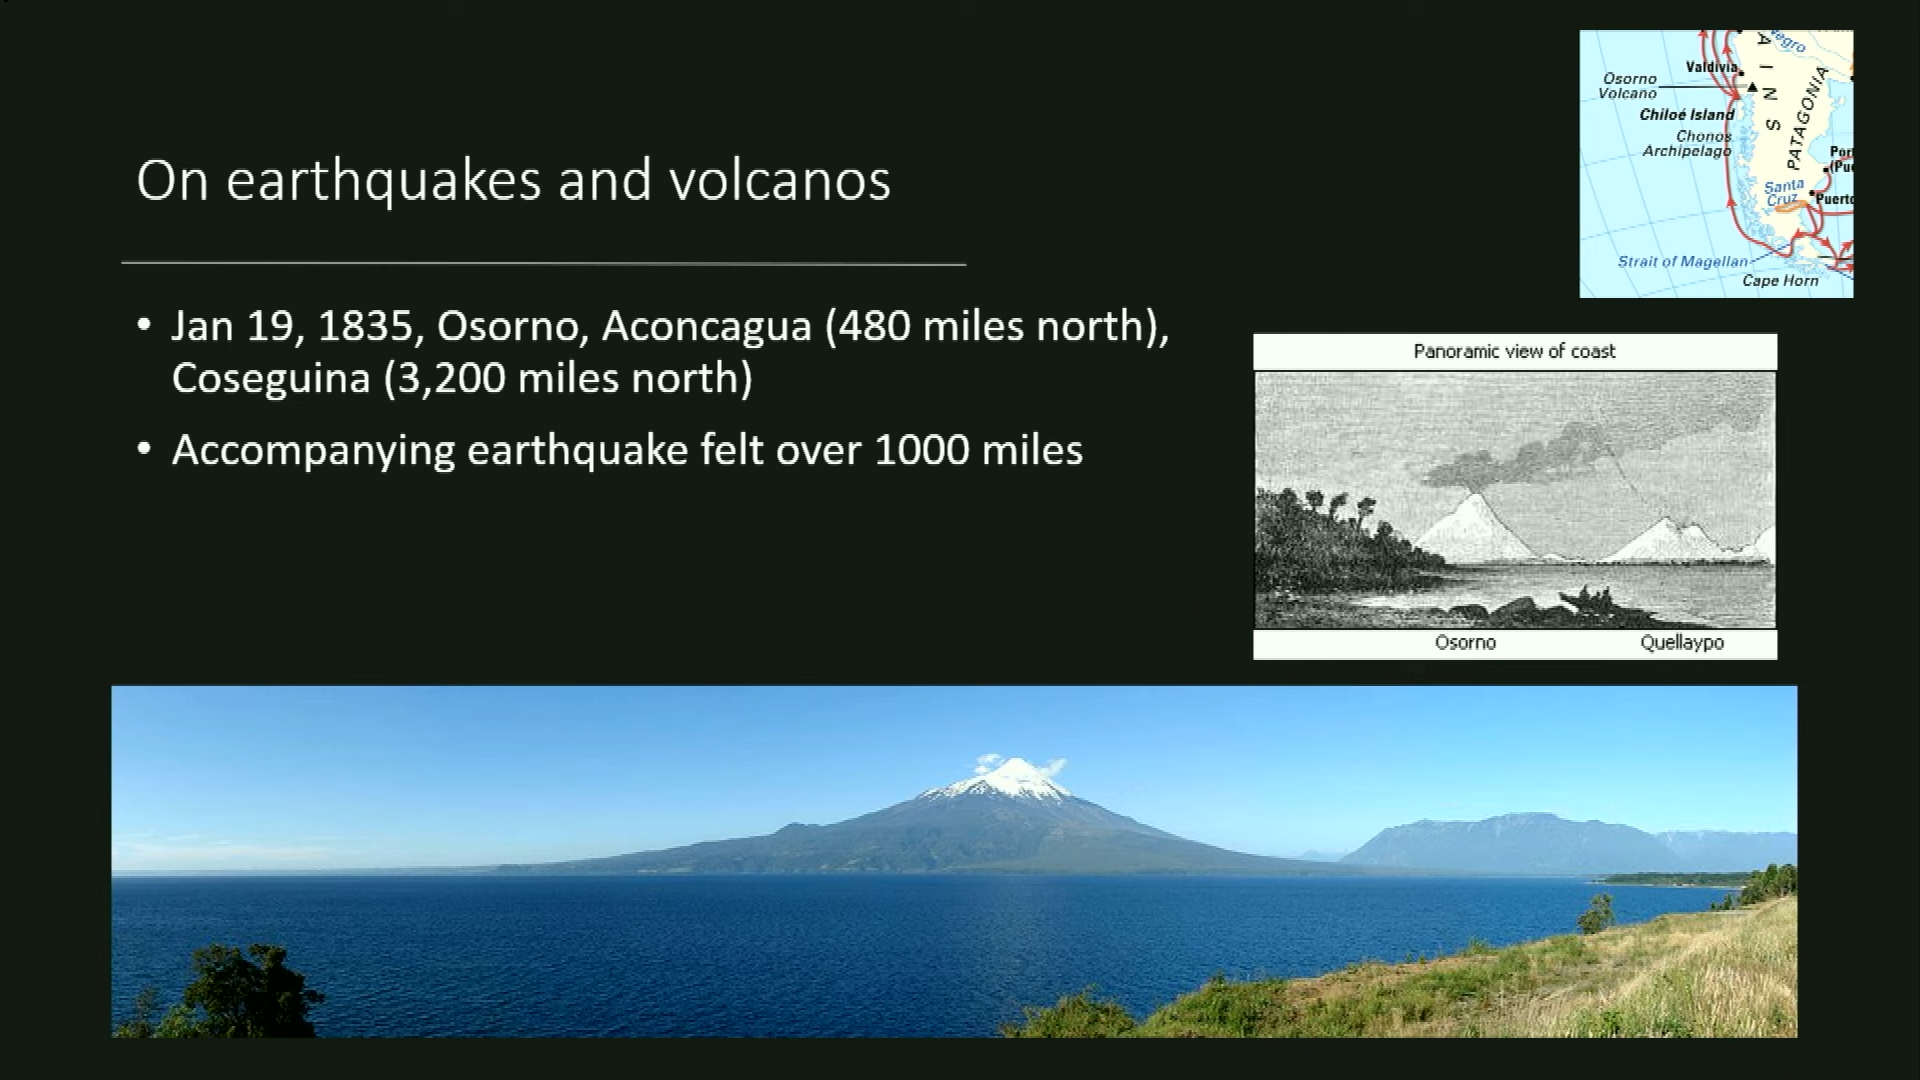 On earthquakes and volcanos
• Jan 19, 1835, Osorno, Aconcagua (480 miles north),
Coseguina (3,200 miles north)
• Accompanying earthquake felt over 1000 miles
Valdivia
Osorno
Volcano
Chiloé Island
Chonos
Archipelago
PATAGONIA
Santa
Cruz
Strait of Magellan
Cape Horn
Panoramic view of coast
Osorno Quellaypo